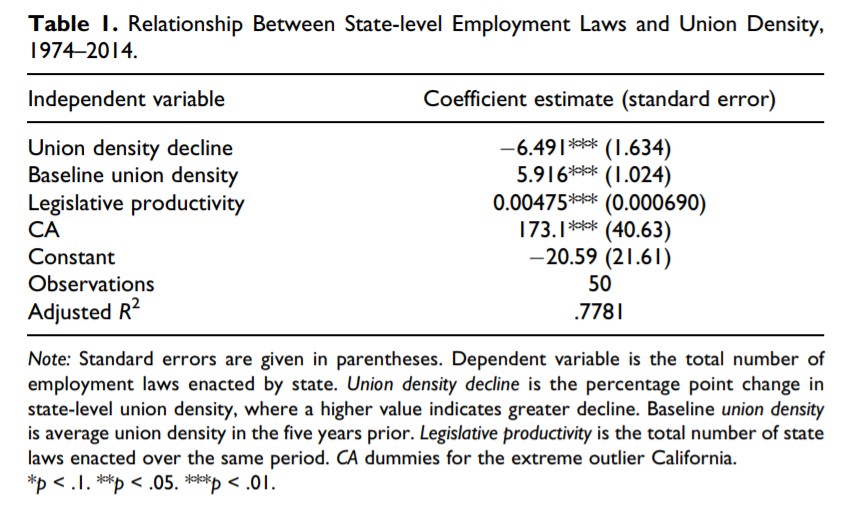 Table 1. Relationship Between State-level Employment Laws and Union Density,
1974–2014.
Independent variable Coefficient estimate (standard error)
Union density decline −6.491*** (1.634)
Baseline union density 5.916*** (1.024)
Legislative productivity 0.00475*** (0.000690)
CA 173.1*** (40.63)
Constant −20.59 (21.61)
Observations 50
Adjusted R² .7781
Note: Standard errors are given in parentheses. Dependent variable is the total number of
employment laws enacted by state. Union density decline is the percentage point change in
state-level union density, where a higher value indicates greater decline. Baseline union density
is average union density in the five years prior. Legislative productivity is the total number of state
laws enacted over the same period. CA dummies for the extreme outlier California.
*p < .1. **p < .05. ***p < .01.